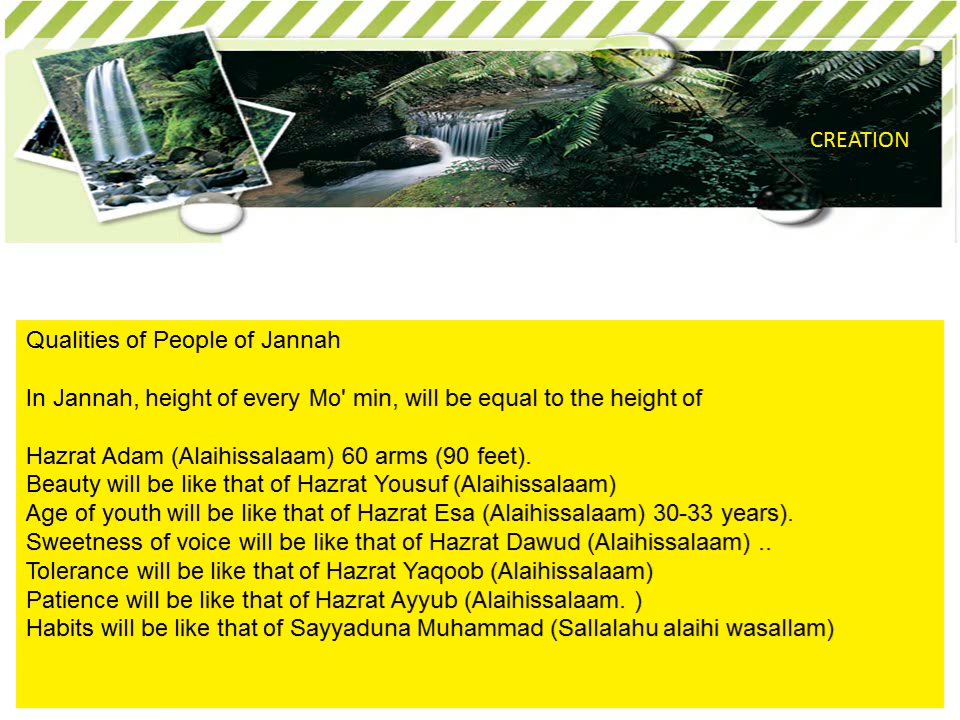 CREATION
Qualities of People of Jannah
In Jannah, height of every Mo' min, will be equal to the height of
Hazrat Adam (Alaihissalaam) 60 arms (90 feet).
Beauty will be like that of Hazrat Yousuf (Alaihissalaam)
Age of youth will be like that of Hazrat Esa (Alaihissalaam) 30-33 years).
Sweetness of voice will be like that of Hazrat Dawud (Alaihissalaam) ..
Tolerance will be like that of Hazrat Yaqoob (Alaihissalaam)
Patience will be like that of Hazrat Ayyub (Alaihissalaam. )
Habits will be like that of Sayyaduna Muhammad (Sallalahu alaihi wasallam)